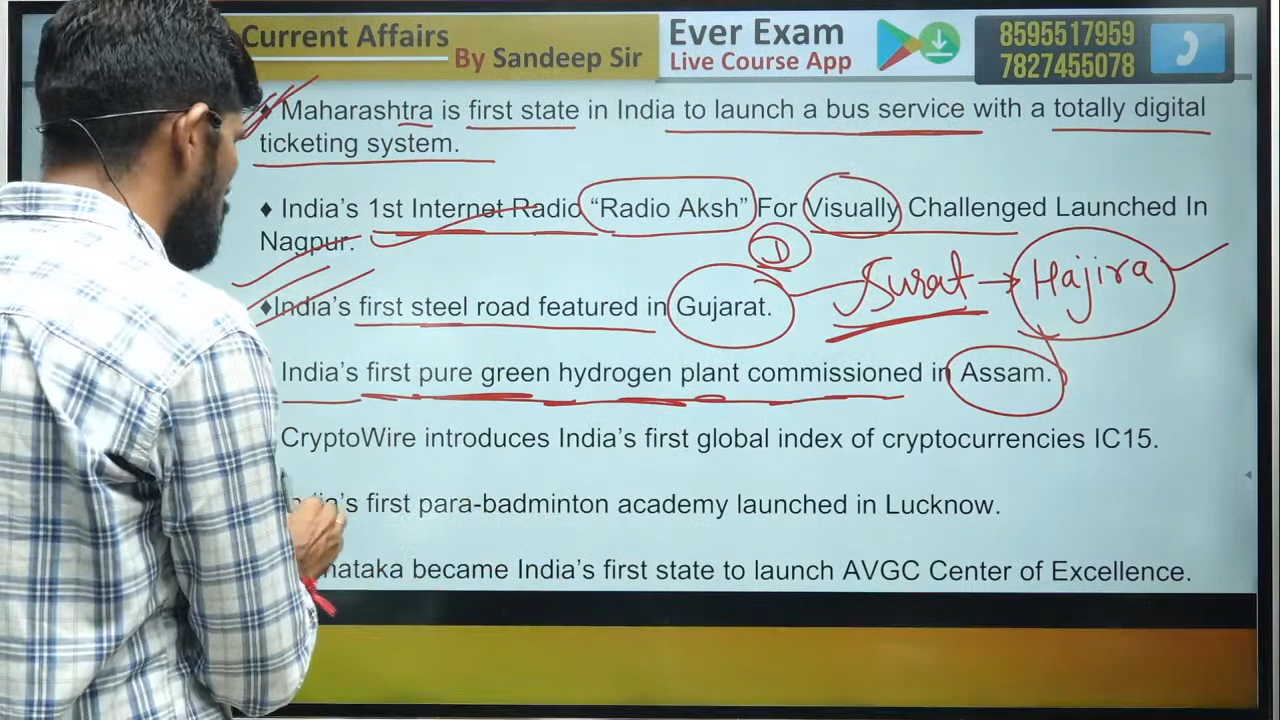 Current Affairs
By Sandeep Sir
Ever Exam
Live Course App
8595517959
7827455078
♦ Maharashtra is first state in India to launch a bus service with a totally digital
ticketing system.
♦ India's 1st Internet Radio “Radio Aksh” For Visually Challenged Launched In
Nagpur.
♦India's first steel road featured in Gujarat.
Surat → Hajira
India's first pure green hydrogen plant commissioned in Assam.
CryptoWire introduces India's first global index of cryptocurrencies IC15.
first para-badminton academy launched in Lucknow.
became India's first state to launch AVGC Center of Excellence.